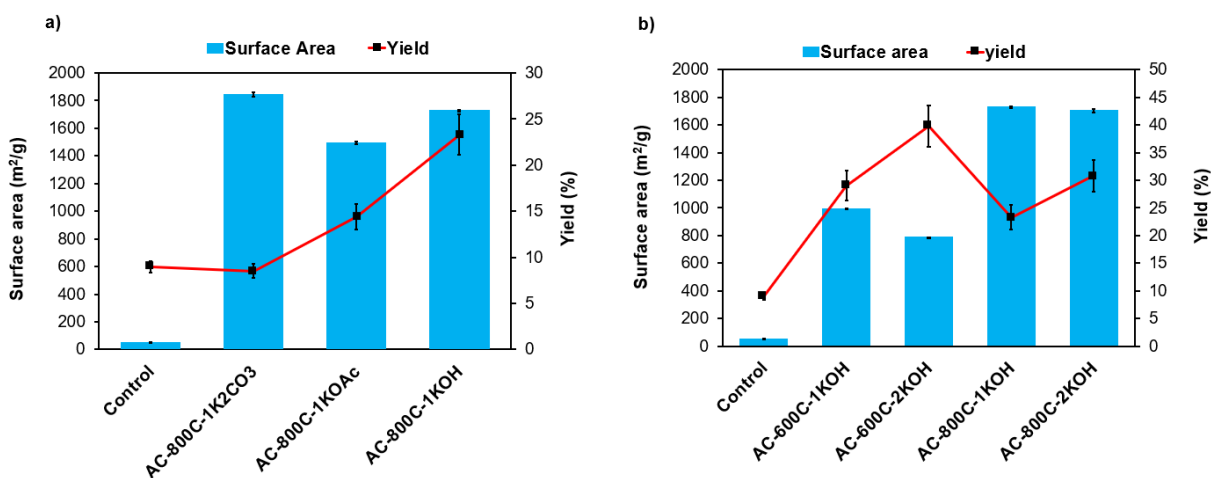 a)
Surface Area
Yield
2000
1800
1600
1400
1200
1000
800
600
400
200
0
Surface area (m²/g)
30
25
20
15
10
5
0
Yield (%)
Control
AC-800C-1K2CO3
AC-800C-1KOAc
AC-800C-1KOH
b)
Surface area
yield
2000
1800
1600
1400
1200
1000
800
600
400
200
0
Surface area (m²/g)
50
45
40
35
30
25
20
15
10
5
0
Yield (%)
Control
AC-600C-1KOH
AC-600C-2KOH
AC-800C-1KOH
AC-800C-2KOH